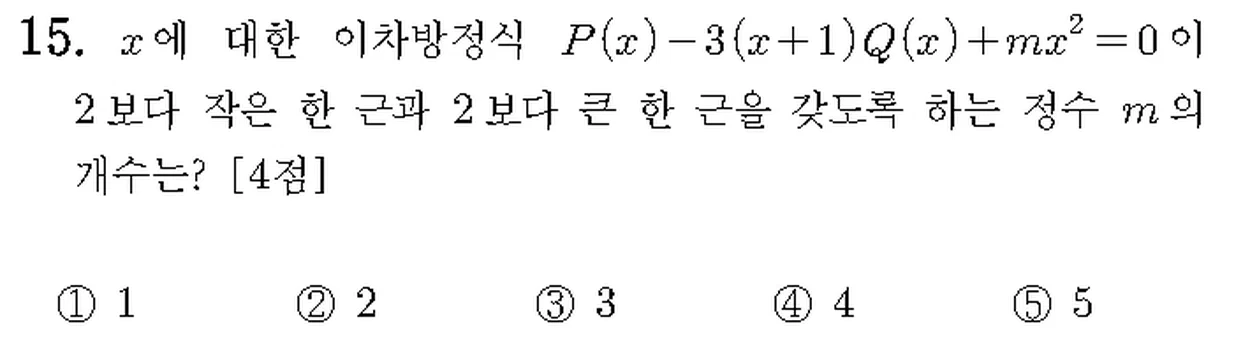 15. x에 대한 이차방정식 P(x)-3(x+1)Q(x)+mx²=0이
2보다 작은 한 근과 2보다 큰 한 근을 갖도록 하는 정수 m의
개수는? [4점]
① 1 ② 2 ③ 3 ④ 4 ⑤ 5